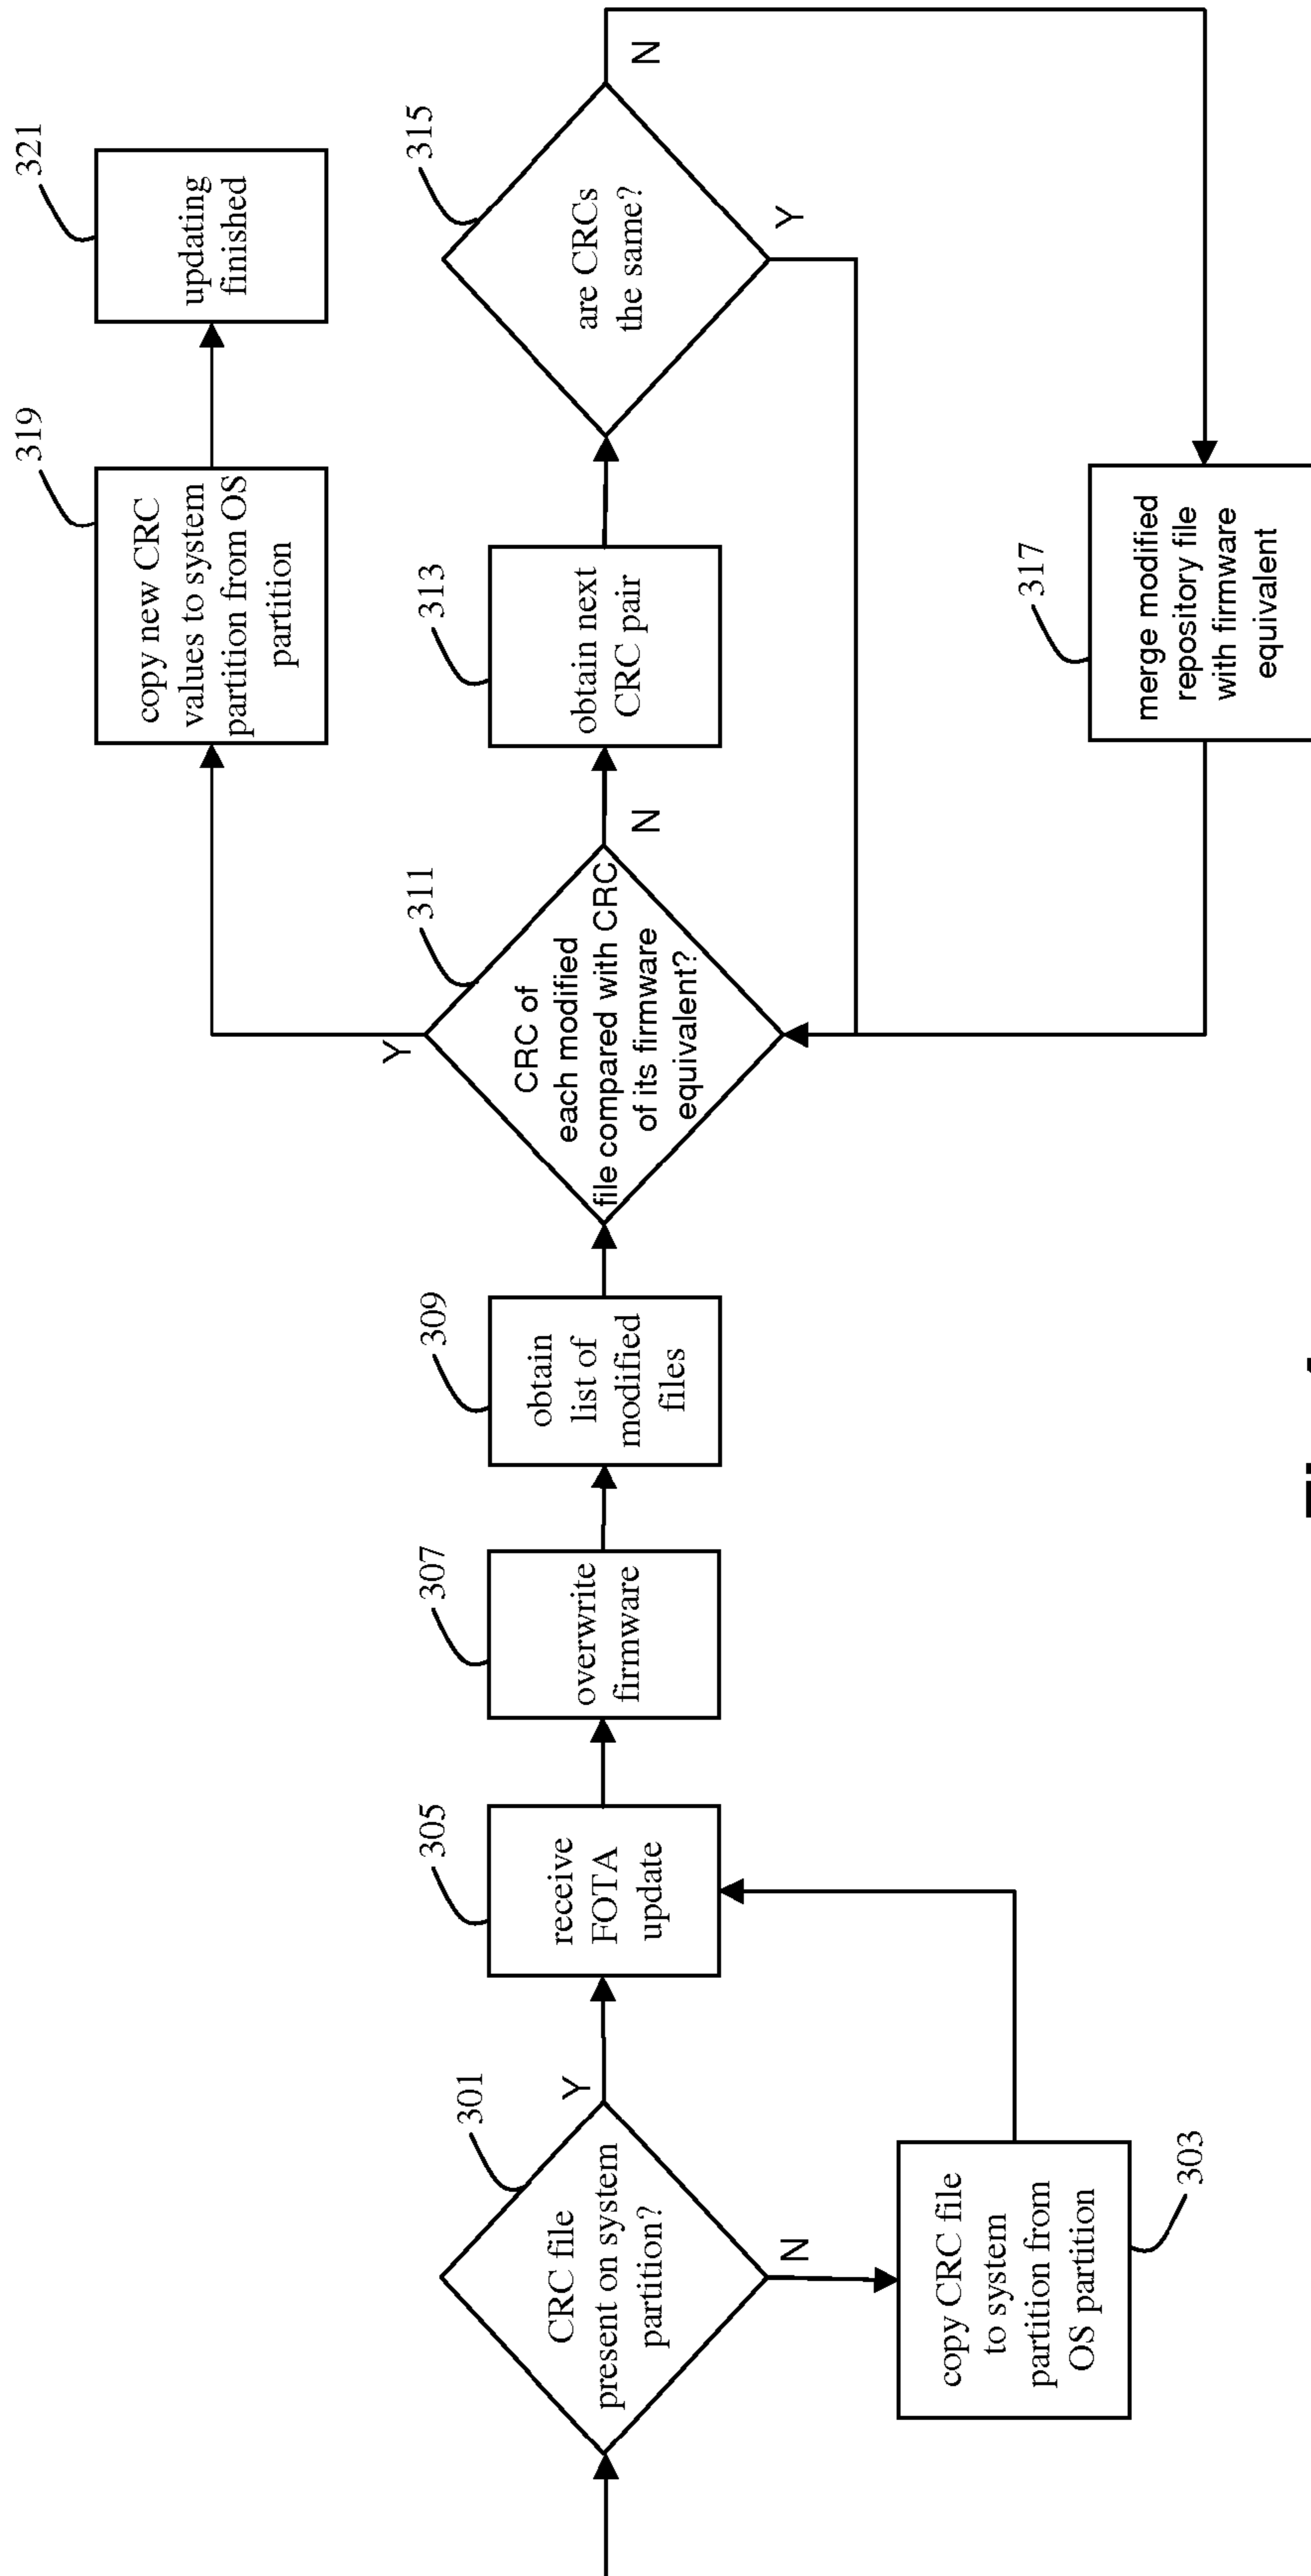 301
CRC file
present on system
partition?
Y
N
copy CRC file
to system
partition from
OS partition
303
305
receive
FOTA
update
307
overwrite
firmware
309
obtain
list of
modified
files
311
CRC of
each modified
file compared with CRC
of its firmware
equivalent?
Y
N
313
obtain next
CRC pair
315
are CRCs
the same?
N
Y
317
merge modified
repository file
with firmware
equivalent
319
copy new CRC
values to system
partition from OS
partition
321
updating
finished